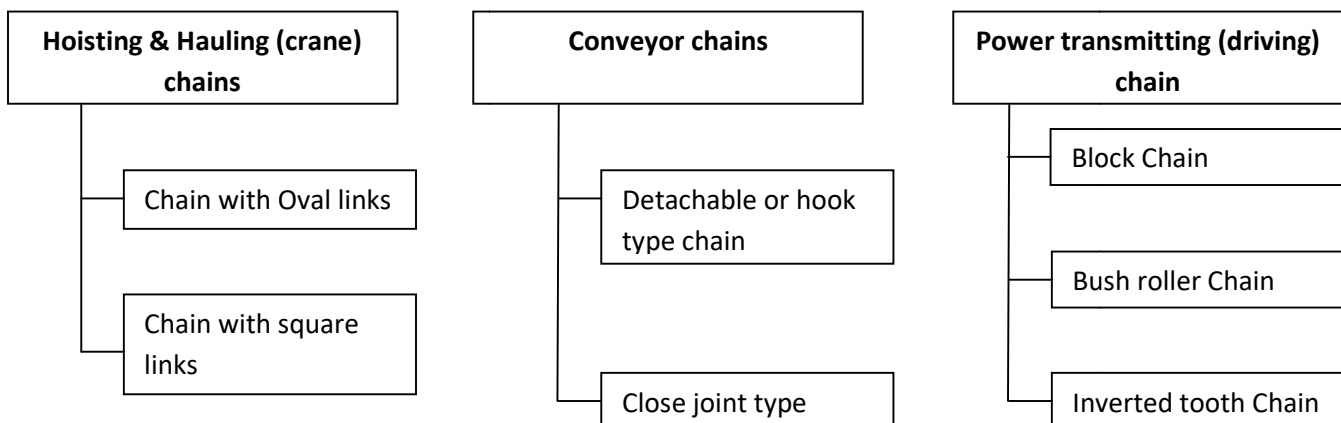 Hoisting & Hauling (crane)
chains
Chain with Oval links
Chain with square
links
Conveyor chains
Detachable or hook
type chain
Close joint type
Power transmitting (driving)
chain
Block Chain
Bush roller Chain
Inverted tooth Chain